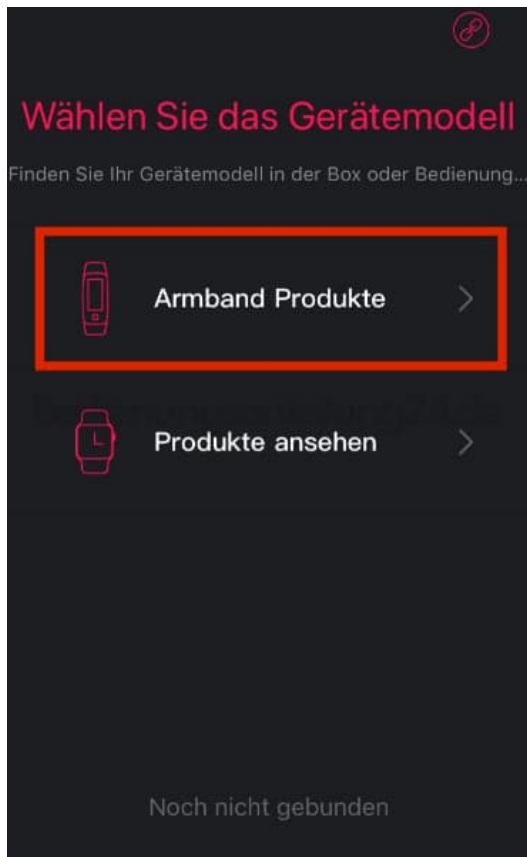 Wählen Sie das Gerätemodell
Finden Sie Ihr Gerätemodell in der Box oder Bedienung...
Armband Produkte
Produkte ansehen
Noch nicht gebunden